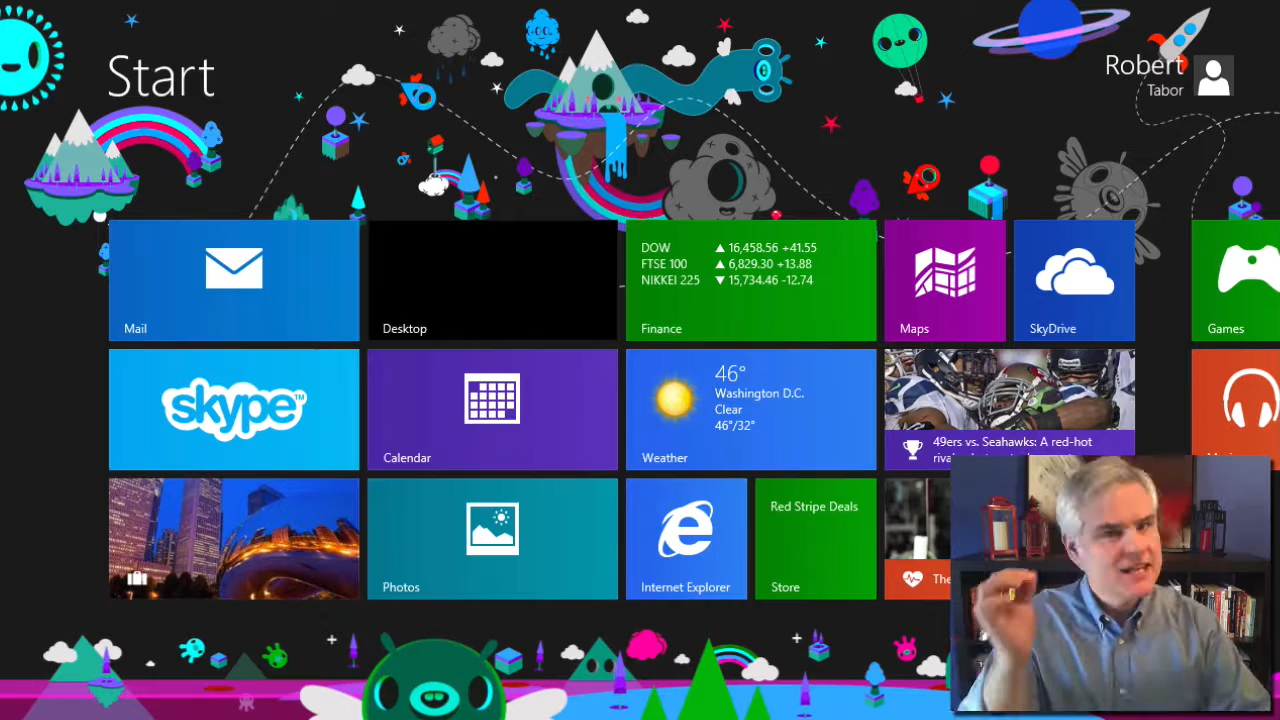 Start
Robert
Tabor
Mail
Desktop
DOW ▲ 16,458.56 +41.55
FTSE 100 ▲ 6,829.30 +13.88
NIKKEI 225 ▼ 15,734.46 -12.74
Finance
Maps
SkyDrive
Games
skype™
Calendar
46°
Washington D.C.
Clear
46°/32°
Weather
49ers vs. Seahawks: A red-hot
Photos
Internet Explorer
Red Stripe Deals
Store
The